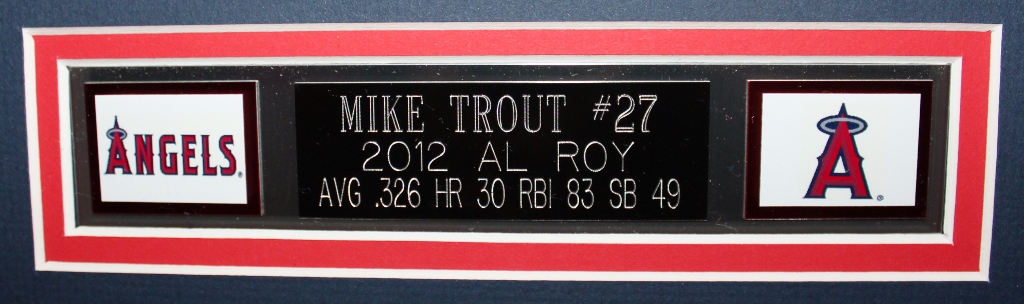 ANGELS®
MIKE TROUT #27
2012 AL ROY
AVG .326 HR 30 RBI 83 SB 49
A®